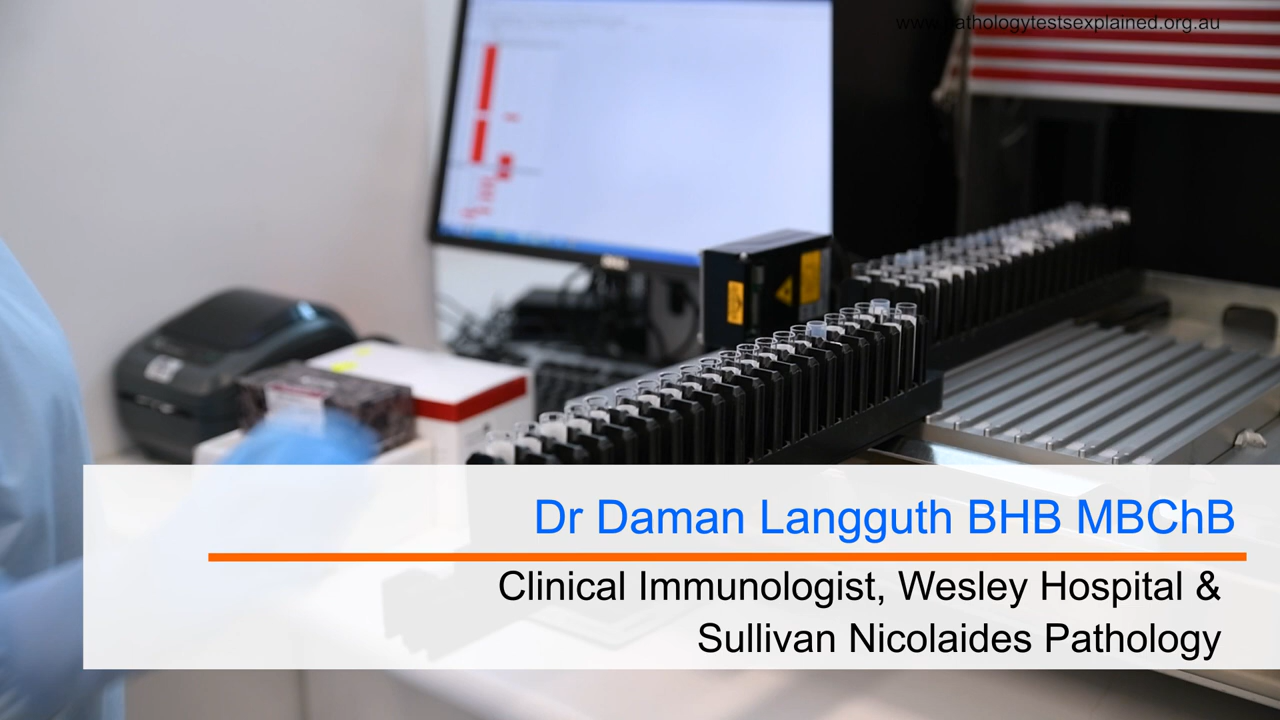 www.pathologytestsexplained.org.au
Dr Daman Langguth BHB MBChB
Clinical Immunologist, Wesley Hospital &
Sullivan Nicolaides Pathology